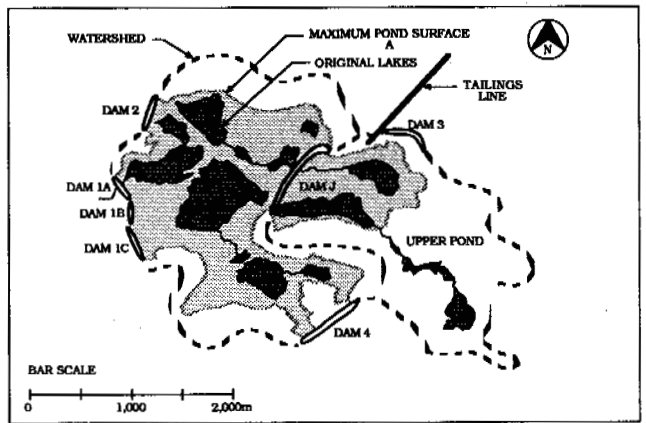 WATERSHED
MAXIMUM POND SURFACE
A
ORIGINAL LAKES
N
TAILINGS
LINE
DAM 2
DAM 3
DAM 1A
DAM J
DAM 1B
DAM 1C
UPPER POND
DAM 4
BAR SCALE
0 1,000 2,000m